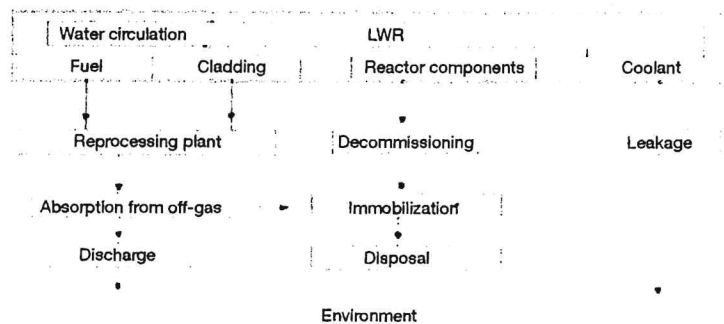 Water circulation LWR
Fuel Cladding Reactor components Coolant
Reprocessing plant Decommissioning Leakage
Absorption from off-gas Immobilization
Discharge Disposal
Environment